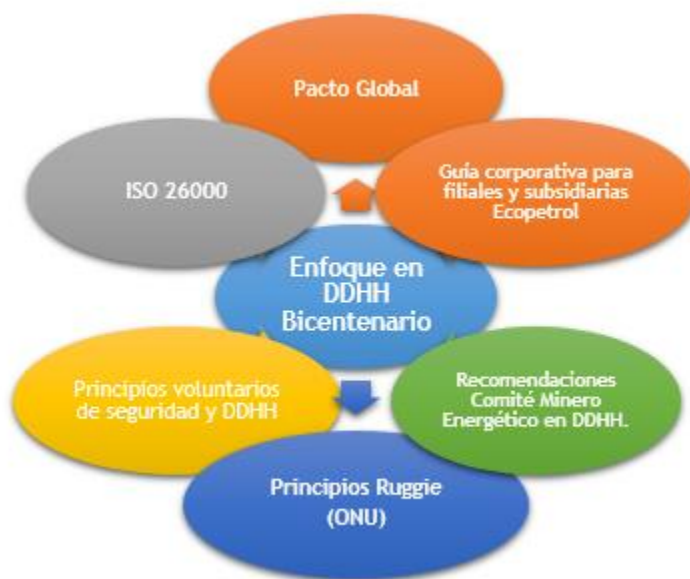 Pacto Global
ISO 26000
Guía corporativa para
filiales y subsidiarias
Ecopetrol
Enfoque en
DDHH
Bicentenario
Principios voluntarios
de seguridad y DDHH
Recomendaciones
Comité Minero
Energético en DDHH.
Principios Ruggie
(ONU)